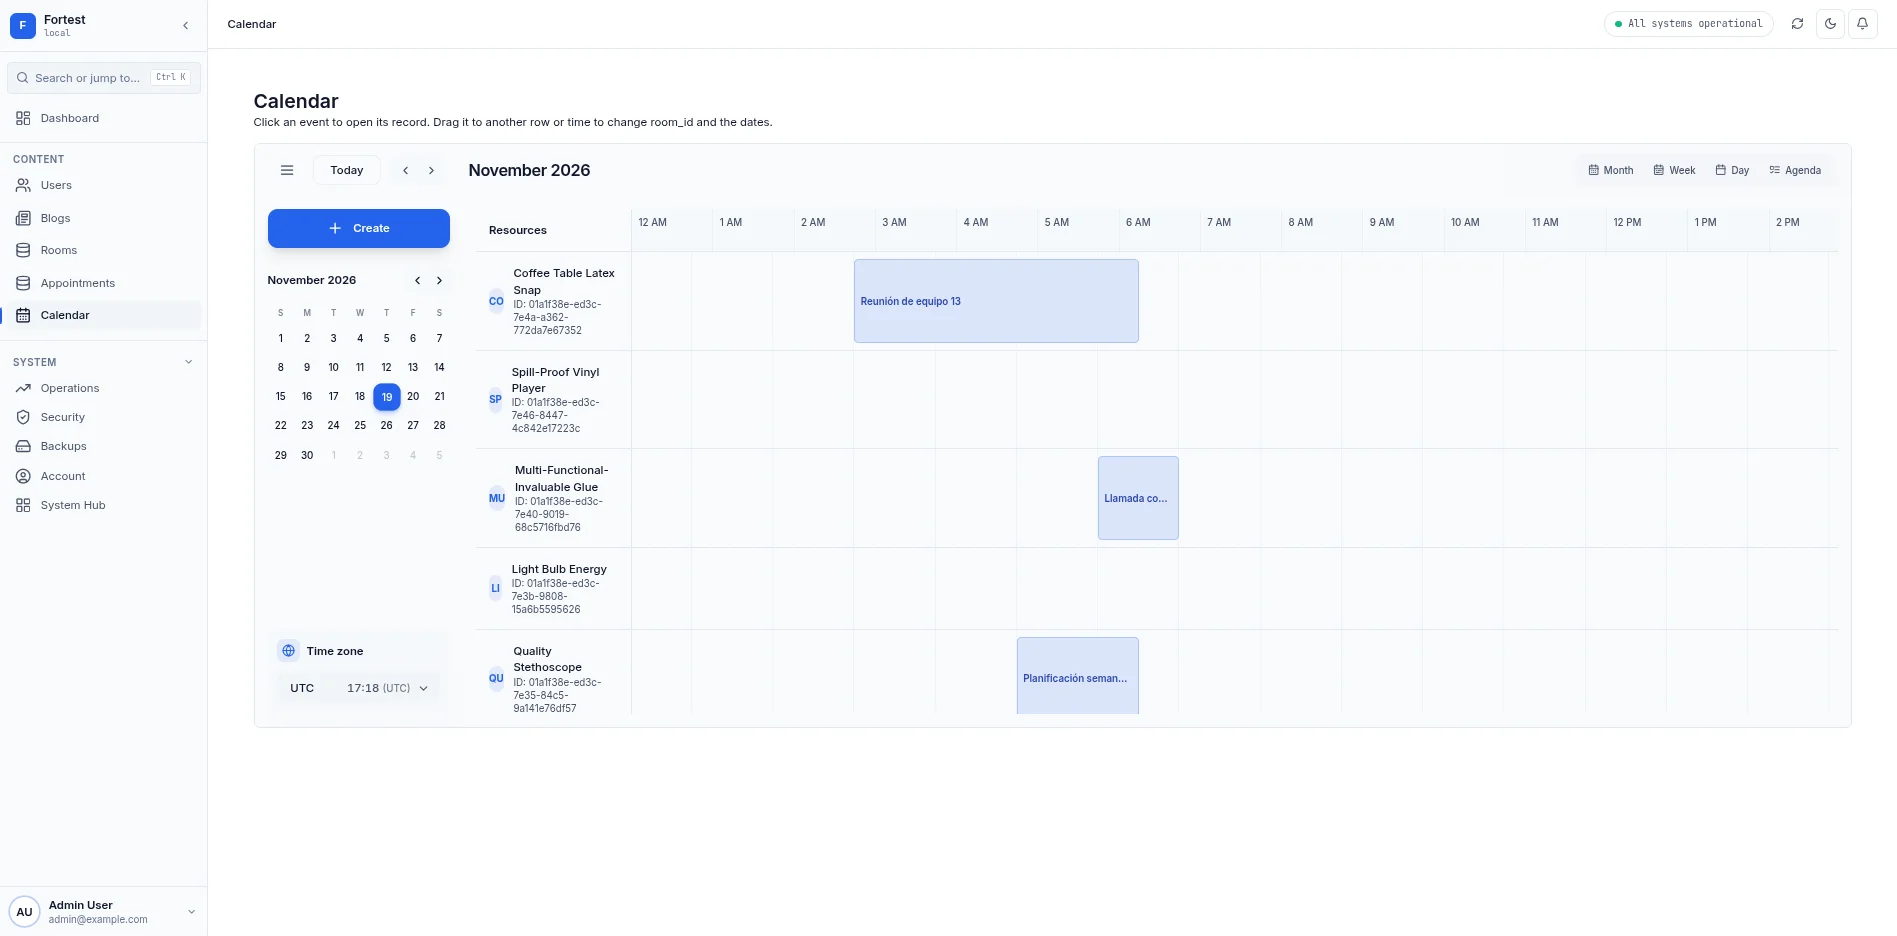 F
Fortest
local
Search or jump to...
Ctrl K
Dashboard
CONTENT
Users
Blogs
Rooms
Appointments
Calendar
SYSTEM
Operations
Security
Backups
Account
System Hub
AU
Admin User
admin@example.com
Calendar
All systems operational
Calendar
Click an event to open its record. Drag it to another row or time to change room_id and the dates.
Today
November 2026
Month
Week
Day
Agenda
Create
November 2026
S M T W T F S
1 2 3 4 5 6 7
8 9 10 11 12 13 14
15 16 17 18 19 20 21
22 23 24 25 26 27 28
29 30 1 2 3 4 5
Time zone
UTC
17:18 (UTC)
Resources
12 AM 1 AM 2 AM 3 AM 4 AM 5 AM 6 AM 7 AM 8 AM 9 AM 10 AM 11 AM 12 PM 1 PM 2 PM
CO
Coffee Table Latex
Snap
ID: 01a1f38e-ed3c-
7e4a-a362-
772da7e67352
Reunión de equipo 13
SP
Spill-Proof Vinyl
Player
ID: 01a1f38e-ed3c-
7e46-8447-
4c842e17223c
MU
Multi-Functional-
Invaluable Glue
ID: 01a1f38e-ed3c-
7e40-9019-
68c5716fbd76
Llamada co...
LI
Light Bulb Energy
ID: 01a1f38e-ed3c-
7e3b-9808-
15a6b5595626
QU
Quality
Stethoscope
ID: 01a1f38e-ed3c-
7e35-84c5-
9a141e76df57
Planificación seman...